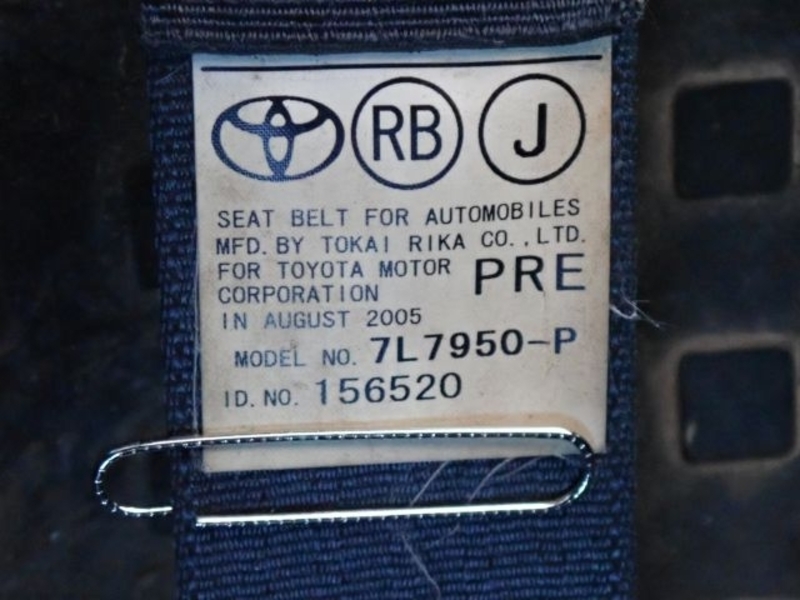 RB J
SEAT BELT FOR AUTOMOBILES
MFD. BY TOKAI RIKA CO.,LTD.
FOR TOYOTA MOTOR PRE
CORPORATION
IN AUGUST 2005
MODEL NO. 7L7950-P
ID. NO. 156520